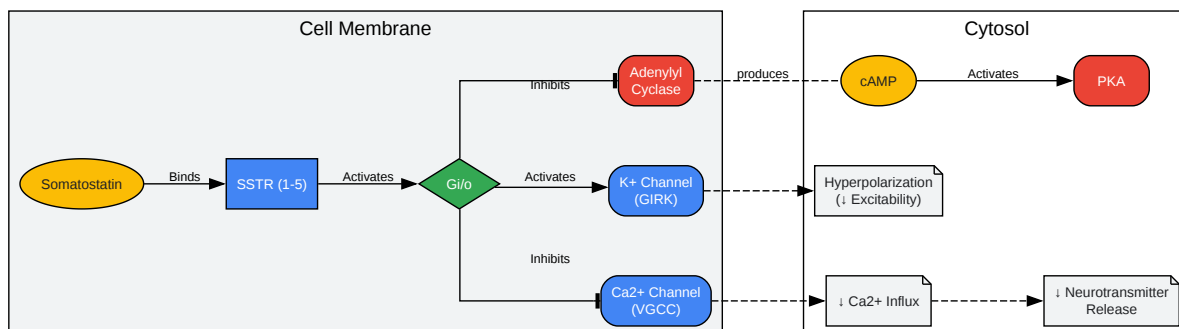 Cell Membrane
Cytosol
Adenylyl
Cyclase
produces
cAMP
Activates
PKA
Inhibits
Somatostatin
Binds
SSTR (1-5)
Activates
Gi/o
Activates
K+ Channel
(GIRK)
Hyperpolarization
(↓ Excitability)
Inhibits
Ca2+ Channel
(VGCC)
↓ Ca2+ Influx
↓ Neurotransmitter
Release